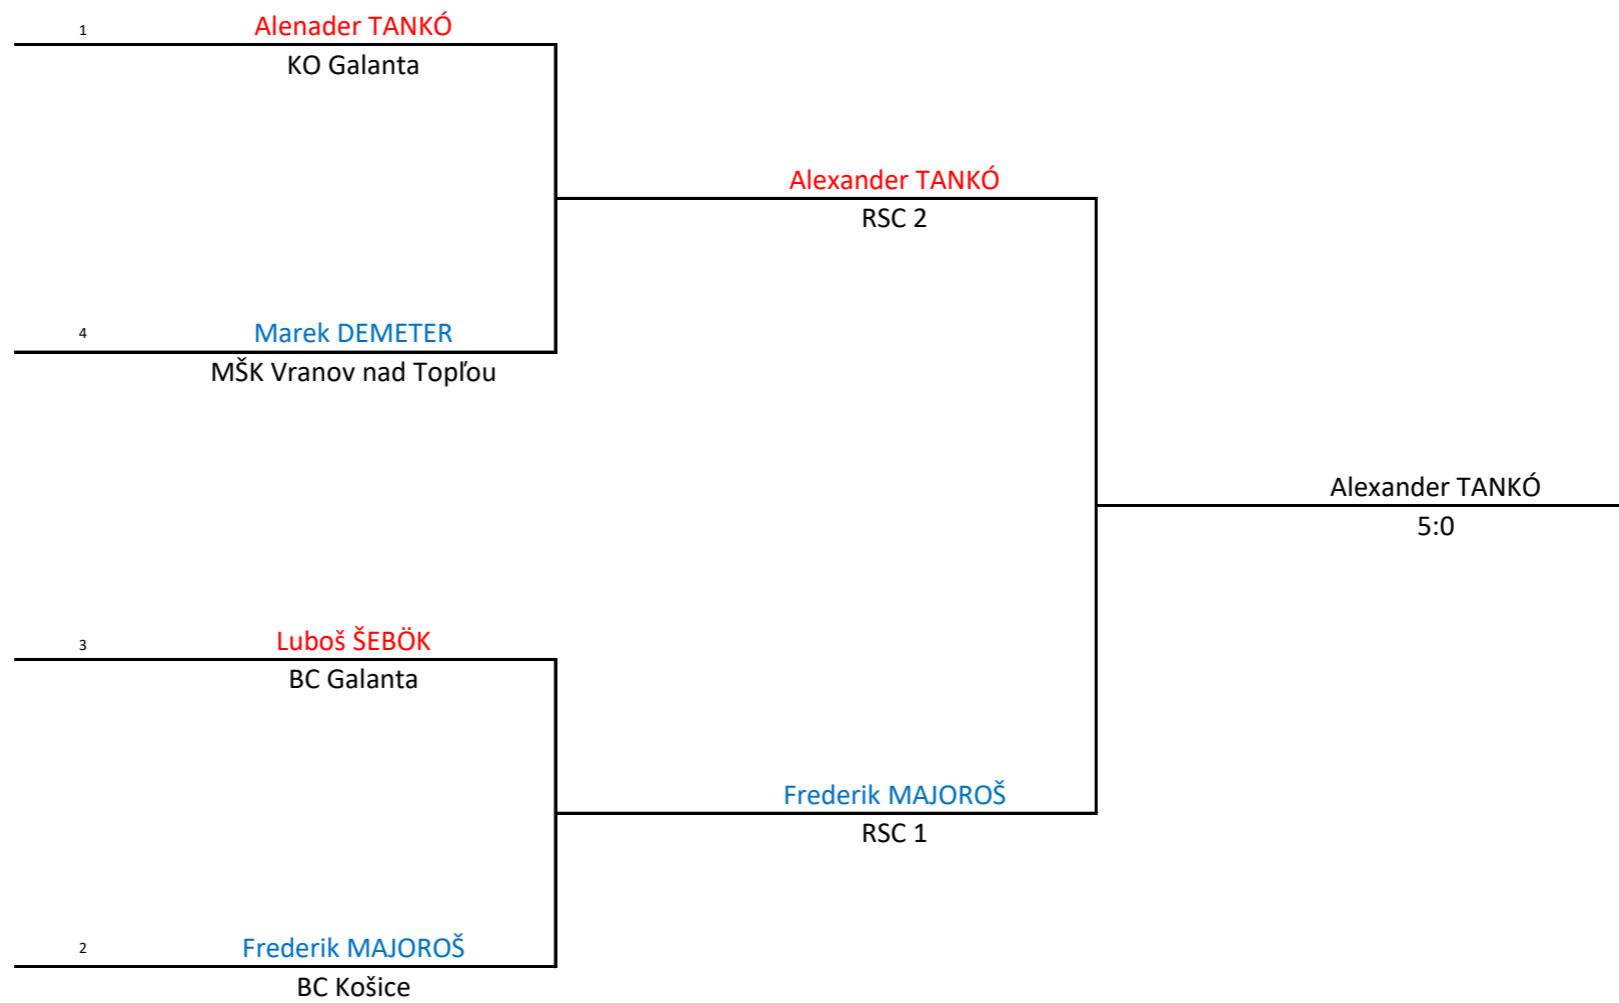 1
Alenader TANKÓ
KO Galanta
Alexander TANKÓ
RSC 2
4
Marek DEMETER
MŠK Vranov nad Topľou
Alexander TANKÓ
5:0
3
Luboš ŠEBÖK
BC Galanta
Frederik MAJOROŠ
RSC 1
2
Frederik MAJOROŠ
BC Košice